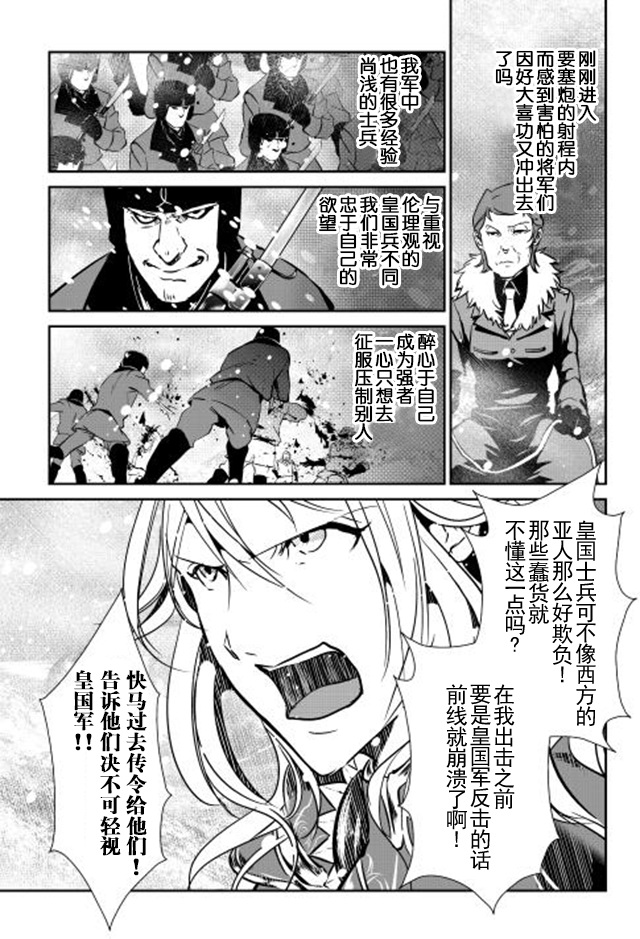 刚刚进入
要塞炮的射程内
而感到害怕的将军们
因好大喜功又冲出去
了吗
我军中
也有很多经验
尚浅的士兵
与重视
伦理观的
皇国兵不同
我们非常
忠于自己的
欲望
醉心于自己
成为强者
一心只想去
征服压制别人
皇国士兵可不像西方的
亚人那么好欺负！
那些蠢货就
不懂这一点吗？
在我出击之前
要是皇国军反击的话
前线就崩溃了啊！
快马过去传令给他们！
告诉他们决不可轻视
皇国军！！